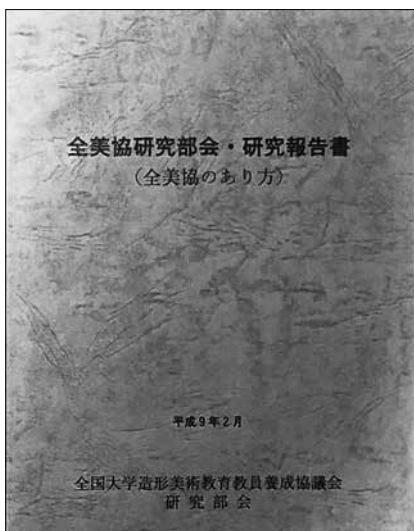 全美協研究部会・研究報告書
（全美協のあり方）
平成9年2月
全国大学造形美術教育教員養成協議会
研究部会